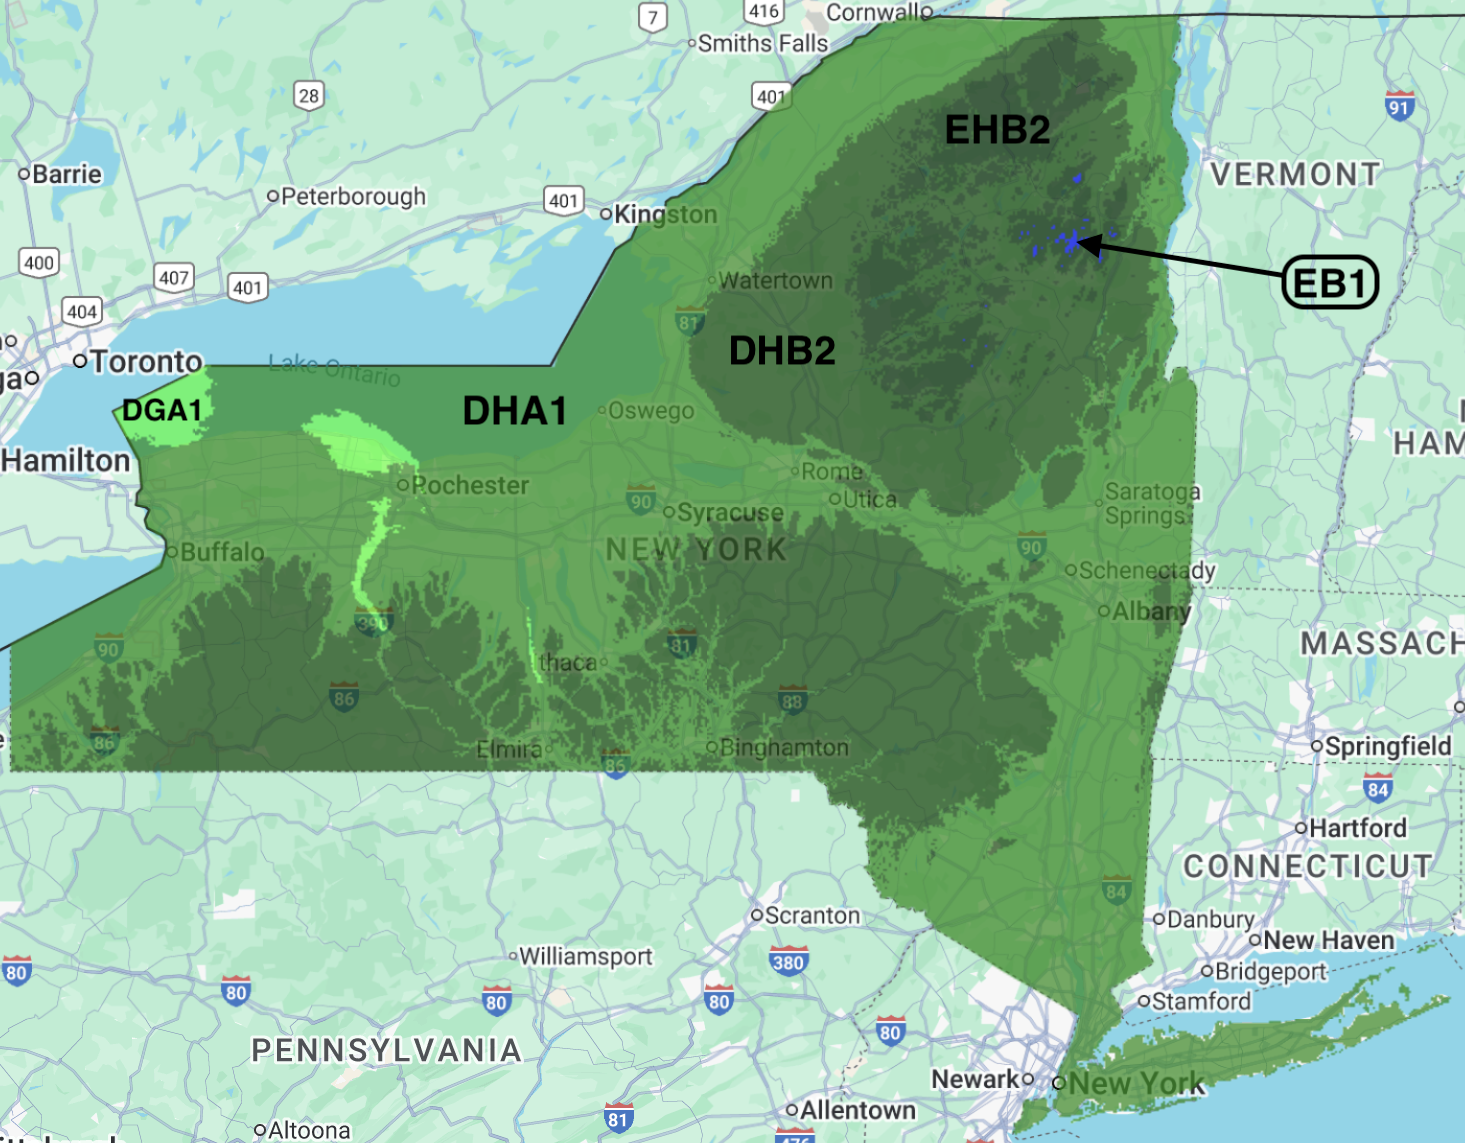 416
Cornwall
7
Smiths Falls
28
401
91
Barrie
Peterborough
401
Kingston
EHB2
VERMONT
400
407
401
404
Watertown
EB1
81
DHB2
Toronto
Lake Ontario
ga
DGA1
DHA1
Oswego
HAM
Hamilton
Rochester
90
Rome
Utica
Saratoga
Springs
Syracuse
NEW YORK
90
Buffalo
Schenectady
Albany
390
90
81
MASSACH
Ithaca
86
88
86
Elmira
86
Binghamton
Springfield
84
Hartford
CONNECTICUT
84
Scranton
Danbury
New Haven
Williamsport
380
80
80
80
80
Bridgeport
Stamford
80
PENNSYLVANIA
Newark
New York
81
Allentown
Altoona
476